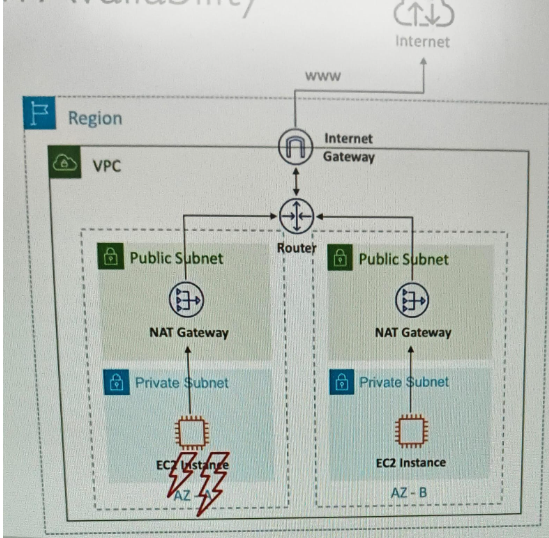 Internet
WWW
Region
Internet
Gateway
VPC
Router
Public Subnet
Public Subnet
NAT Gateway
NAT Gateway
Private Subnet
Private Subnet
EC2 Instance
EC2 Instance
AZ - A
AZ - B